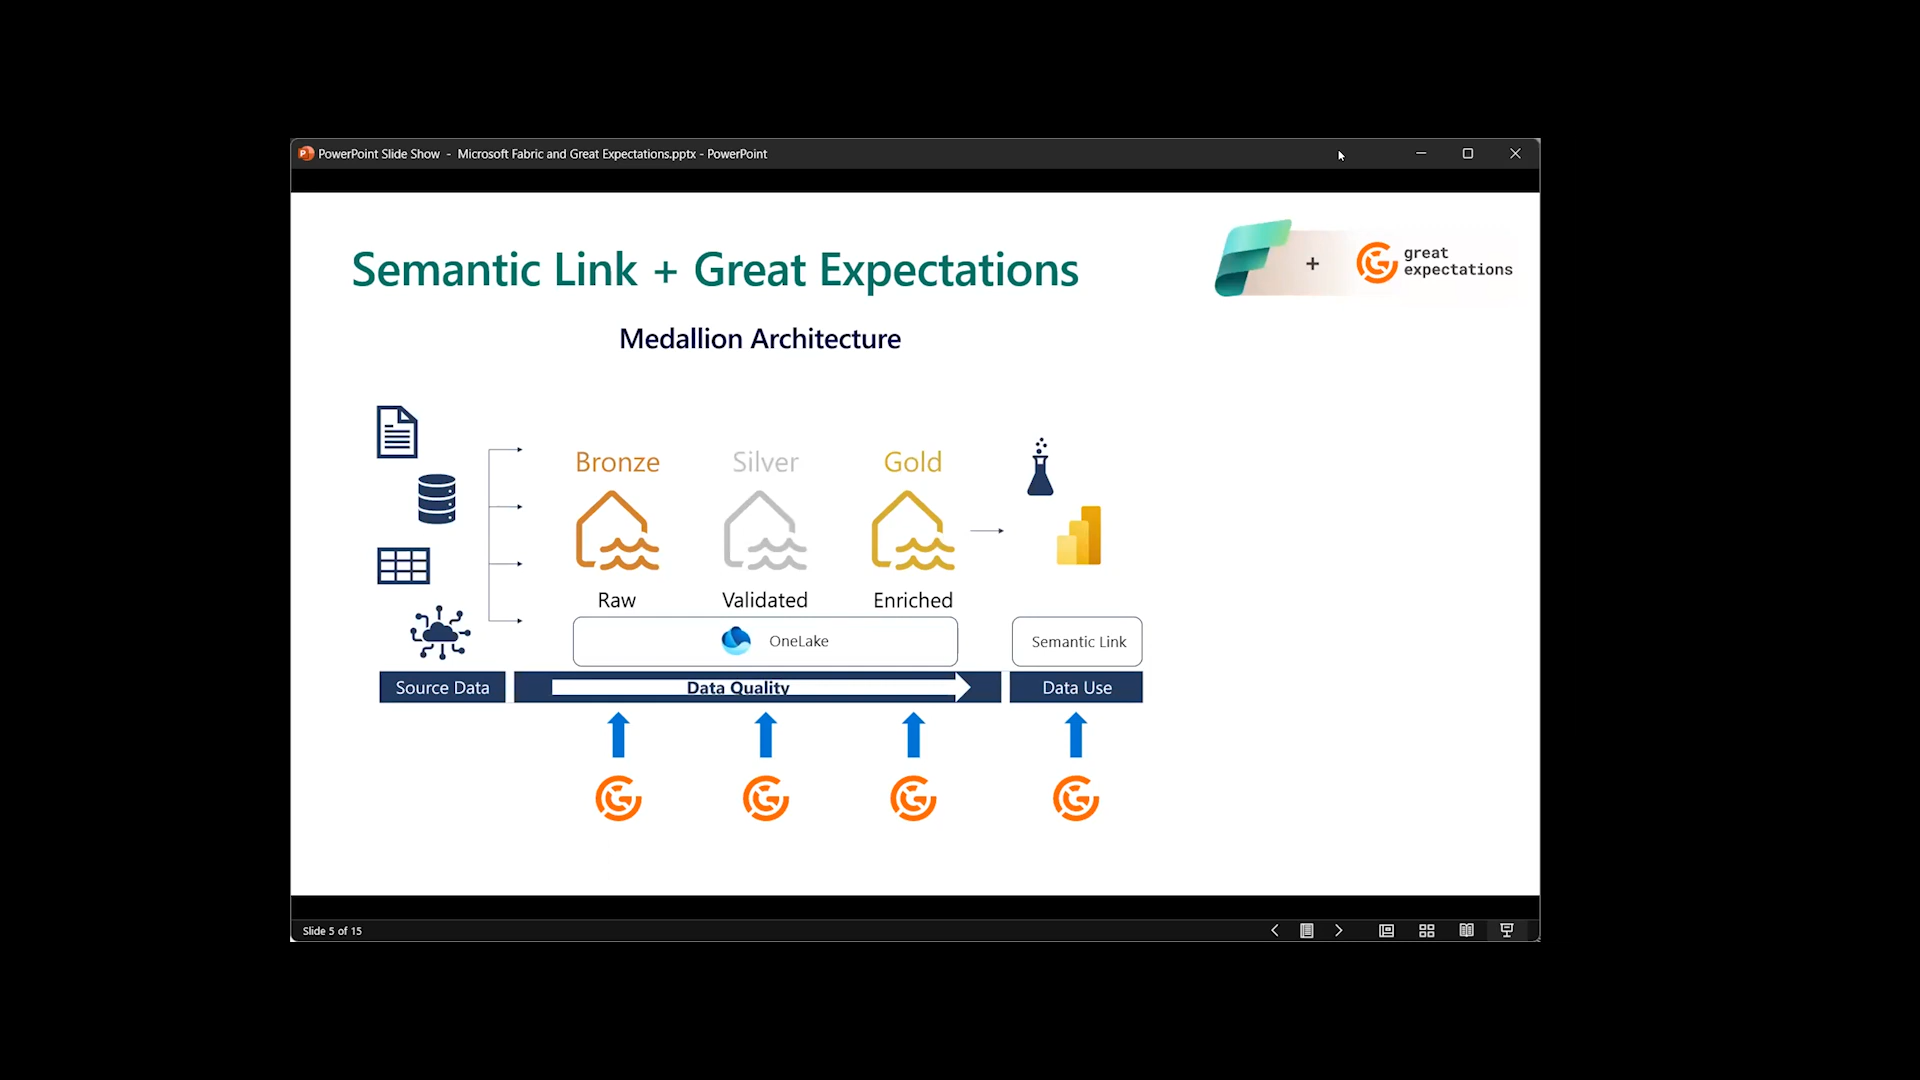 PowerPoint Slide Show - Microsoft Fabric and Great Expectations.pptx - PowerPoint
Semantic Link + Great Expectations
+
great
expectations
Medallion Architecture
Bronze
Silver
Gold
Raw
Validated
Enriched
OneLake
Semantic Link
Source Data
Data Quality
Data Use
Slide 5 of 15